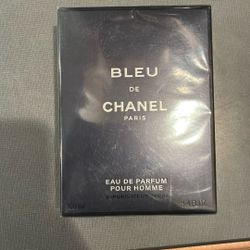 BLEU
DE
CHANEL
PARIS
EAU DE PARFUM
POUR HOMME